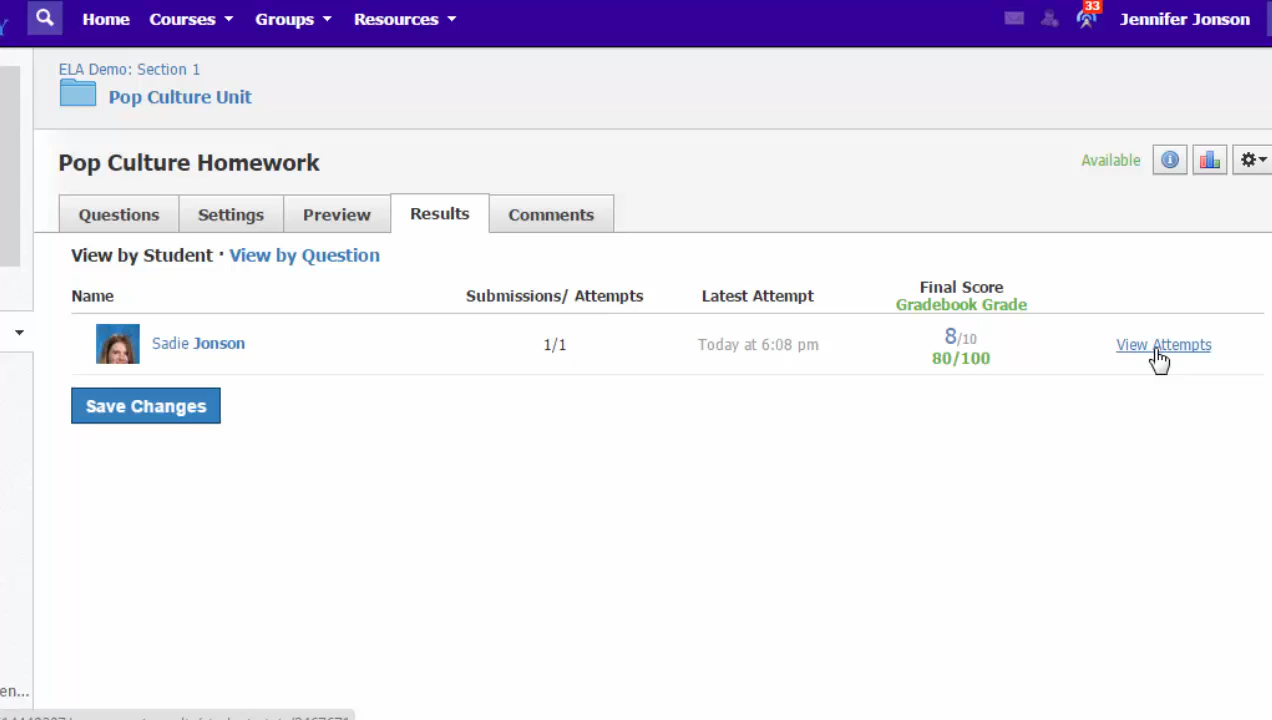 Home Courses Groups Resources 33 Jennifer Jonson
ELA Demo: Section 1
Pop Culture Unit
Pop Culture Homework
Available
Questions Settings Preview Results Comments
View by Student · View by Question
Name Submissions/ Attempts Latest Attempt Final Score
Gradebook Grade
Sadie Jonson 1/1 Today at 6:08 pm 8/10 View Attempts
80/100
Save Changes
en...